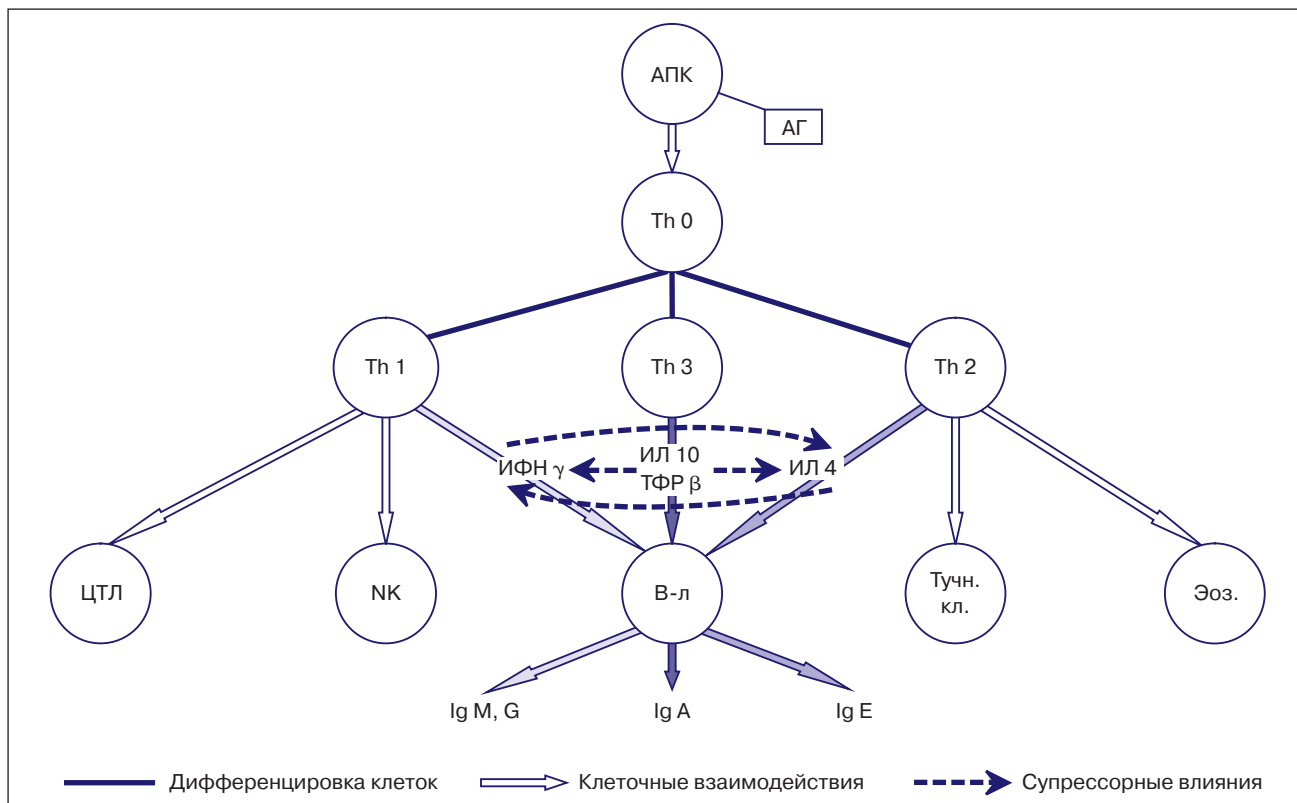 АПК
АГ
Th 0
Th 1
Th 3
Th 2
ИФН γ
ИЛ 10
ТФР β
ИЛ 4
ЦТЛ
NK
В-л
Тучн.
кл.
Эоз.
Ig M, G
Ig A
Ig E
Дифференцировка клеток
Клеточные взаимодействия
Супрессорные влияния